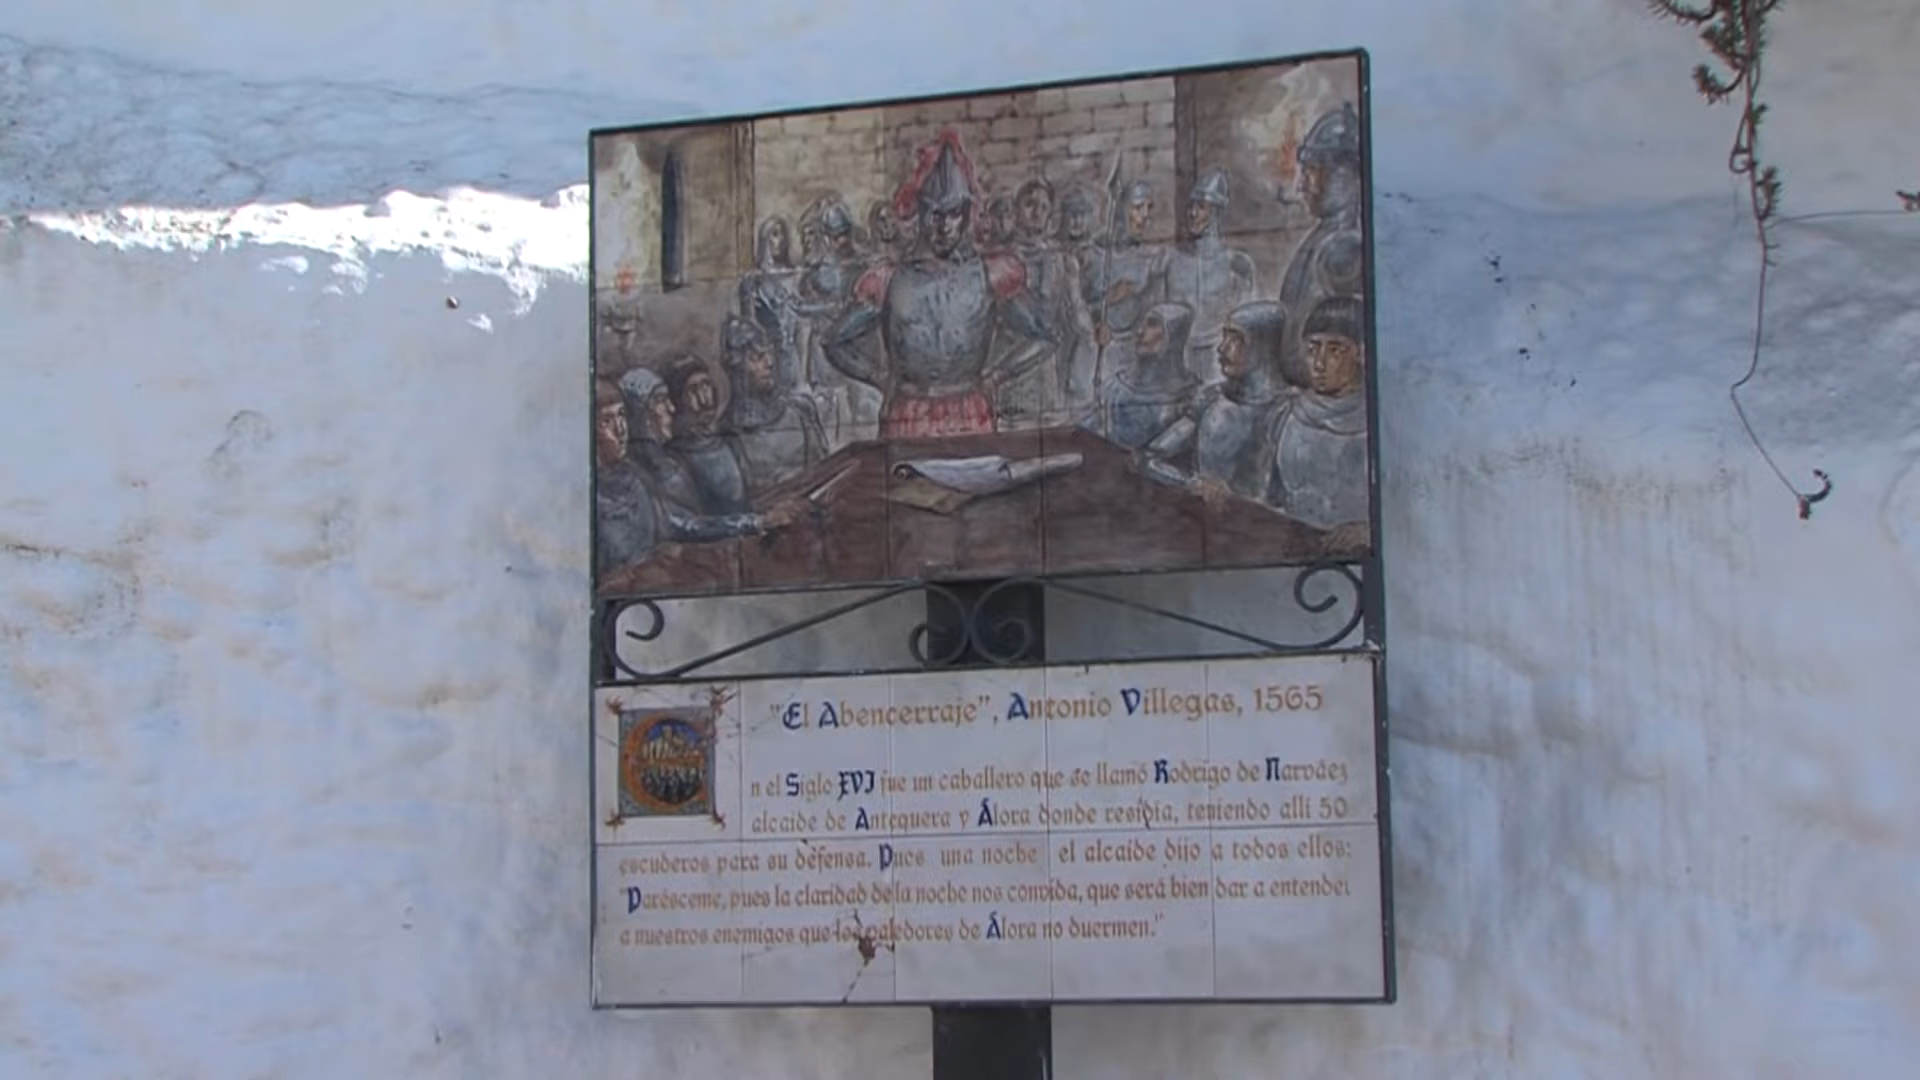 "El Abencerraje", Antonio Villegas, 1565
En el Siglo XVI fue un caballero que se llamó Rodrigo de Narváez
alcaide de Antequera y Álora donde residía, teniendo allí 50
escuderos para su defensa. Pues una noche el alcaide dijo a todos ellos:
"Parésceme, pues la claridad de la noche nos convida, que será bien dar a entender
a nuestros enemigos que los valedores de Álora no duermen."